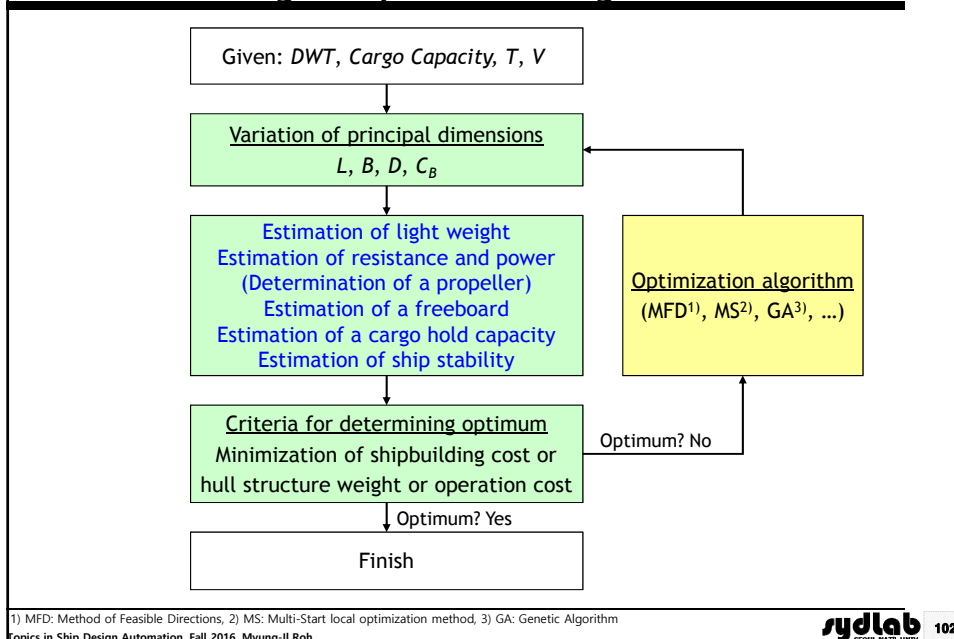 Given: DWT, Cargo Capacity, T, V
Variation of principal dimensions
L, B, D, C_B
Estimation of light weight
Estimation of resistance and power
(Determination of a propeller)
Estimation of a freeboard
Estimation of a cargo hold capacity
Estimation of ship stability
Optimization algorithm
(MFD1), MS2), GA3), …)
Criteria for determining optimum
Minimization of shipbuilding cost or
hull structure weight or operation cost
Optimum? No
Optimum? Yes
Finish
1) MFD: Method of Feasible Directions, 2) MS: Multi-Start local optimization method, 3) GA: Genetic Algorithm
Topics in Ship Design Automation, Fall 2016, Myung-Il Roh
sydlab 102
SEOUL NAT'L UNIV.